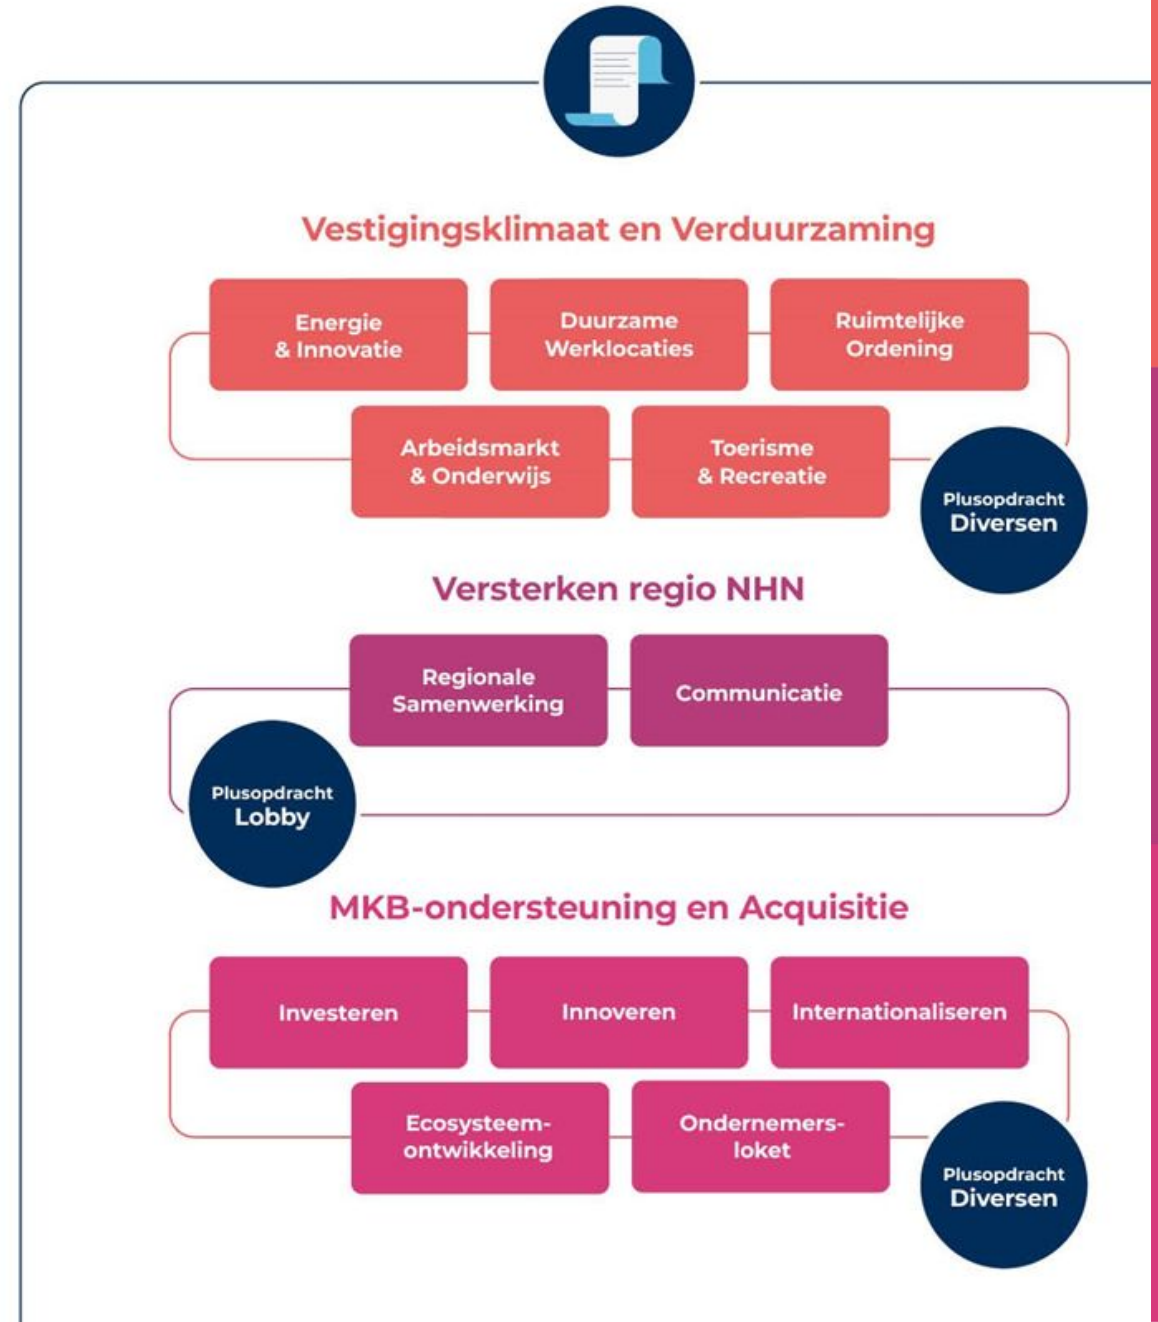 Vestigingsklimaat en Verduurzaming
Energie
& Innovatie
Duurzame
Werklocaties
Ruimtelijke
Ordening
Arbeidsmarkt
& Onderwijs
Toerisme
& Recreatie
Plusopdracht
Diversen
Versterken regio NHN
Regionale
Samenwerking
Communicatie
Plusopdracht
Lobby
MKB-ondersteuning en Acquisitie
Investeren
Innoveren
Internationaliseren
Ecosysteem-
ontwikkeling
Ondernemers-
loket
Plusopdracht
Diversen